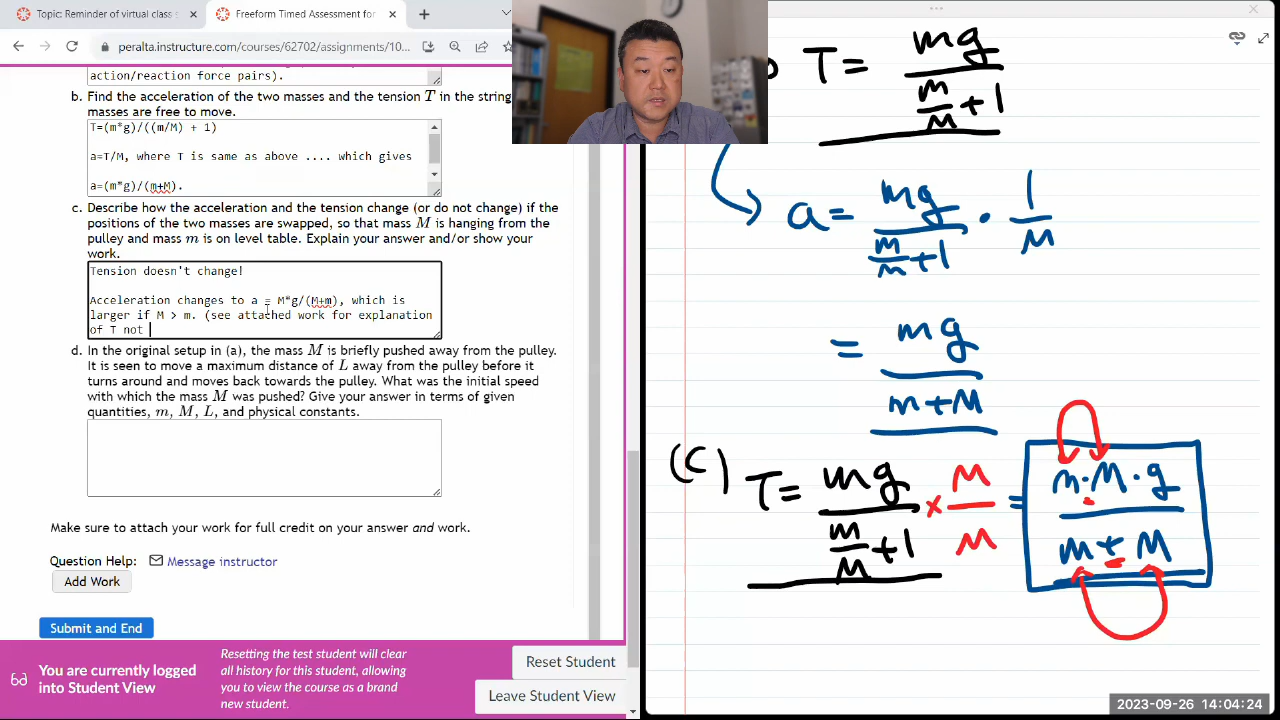 Topic: Reminder of virtual class
Freeform Timed Assessment for
peralta.instructure.com/courses/62702/assignments/10...
action/reaction force pairs).
b. Find the acceleration of the two masses and the tension T in the string
masses are free to move.
T=(m*g)/((m/M) + 1)
a=T/M, where T is same as above .... which gives
a=(m*g)/(m+M).
c. Describe how the acceleration and the tension change (or do not change) if the
positions of the two masses are swapped, so that mass M is hanging from the
pulley and mass m is on level table. Explain your answer and/or show your
work.
Tension doesn't change!
Acceleration changes to a = M*g/(M+m), which is
larger if M > m. (see attached work for explanation
of T not
d. In the original setup in (a), the mass M is briefly pushed away from the pulley.
It is seen to move a maximum distance of L away from the pulley before it
turns around and moves back towards the pulley. What was the initial speed
with which the mass M was pushed? Give your answer in terms of given
quantities, m, M, L, and physical constants.
Make sure to attach your work for full credit on your answer and work.
Question Help: Message instructor
Add Work
Submit and End
You are currently logged
into Student View
Resetting the test student will clear
all history for this student, allowing
you to view the course as a brand
new student.
Reset Student
Leave Student View
T= mg
m/M +1
a= mg · 1
m/M +1 M
= mg
m+M
(C) T= mg × M = m·M·g
m/M +1 M m+M
2023-09-26 14:04:24